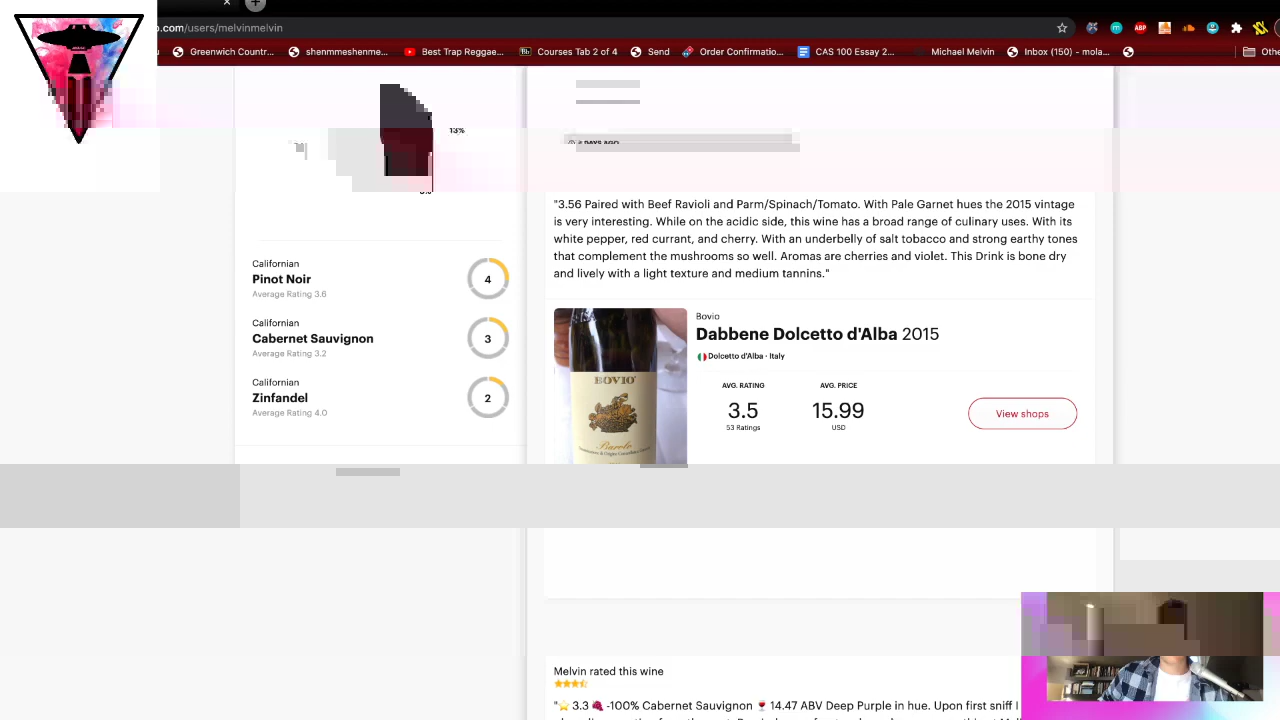 .com/users/melvinmelvin
Greenwich Countr... shenmmeshenme... Best Trap Reggae... Courses Tab 2 of 4 Send Order Confirmatio... CAS 100 Essay 2... Michael Melvin Inbox (150) - mola... Othe
ABP
13%
DAYS AGO
"3.56 Paired with Beef Ravioli and Parm/Spinach/Tomato. With Pale Garnet hues the 2015 vintage
is very interesting. While on the acidic side, this wine has a broad range of culinary uses. With its
white pepper, red currant, and cherry. With an underbelly of salt tobacco and strong earthy tones
that complement the mushrooms so well. Aromas are cherries and violet. This Drink is bone dry
and lively with a light texture and medium tannins."
Californian
Pinot Noir
Average Rating 3.6
4
Californian
Cabernet Sauvignon
Average Rating 3.2
3
Californian
Zinfandel
Average Rating 4.0
2
BOVIO
Barolo
Bovio
Dabbene Dolcetto d'Alba 2015
Dolcetto d'Alba · Italy
AVG. RATING AVG. PRICE
3.5 15.99
53 Ratings USD
View shops
Melvin rated this wine
"⭐ 3.3 🍇 -100% Cabernet Sauvignon 🍷 14.47 ABV Deep Purple in hue. Upon first sniff I